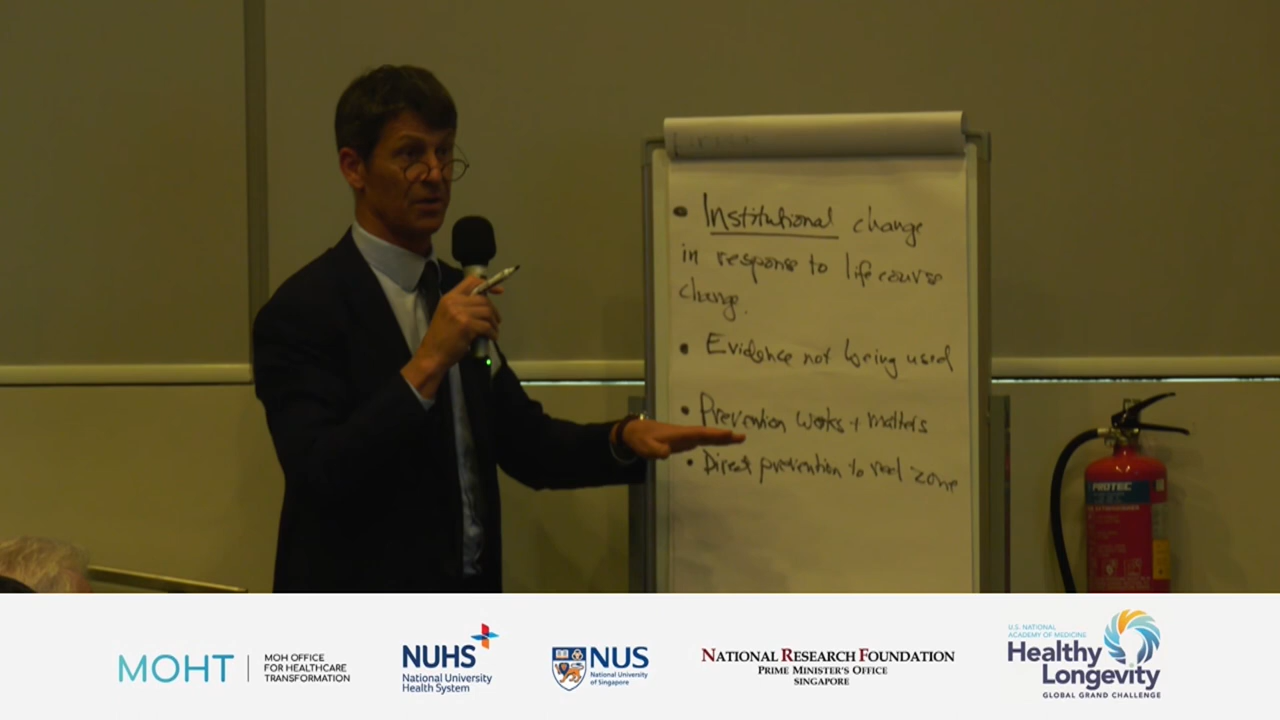 • Institutional change
in response to life course
change.
• Evidence not being used
• Prevention works + matters
• Direct prevention to red zone
PROTEC
MOHT
MOH OFFICE
FOR HEALTHCARE
TRANSFORMATION
NUHS
National University
Health System
NUS
National University
of Singapore
NATIONAL RESEARCH FOUNDATION
PRIME MINISTER'S OFFICE
SINGAPORE
U.S. NATIONAL
ACADEMY OF MEDICINE
Healthy
Longevity
GLOBAL GRAND CHALLENGE